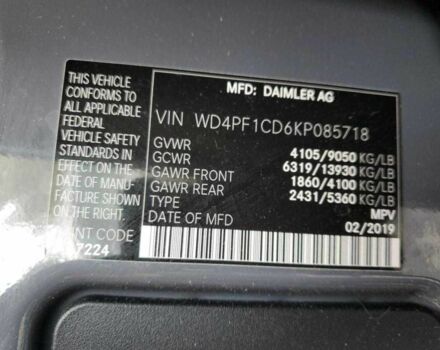 MFD: DAIMLER AG
THIS VEHICLE
CONFORMS TO
ALL APPLICABLE
FEDERAL
VEHICLE SAFETY
STANDARDS IN
EFFECT ON THE
DATE OF MANU-
FACTURE SHOWN
ON THE RIGHT.
VIN WD4PF1CD6KP085718
GVWR 4105/9050 KG/LB
GCWR 6319/13930 KG/LB
GAWR FRONT 1860/4100 KG/LB
GAWR REAR 2431/5360 KG/LB
TYPE MPV
DATE OF MFD 02/2019
CODE
7224